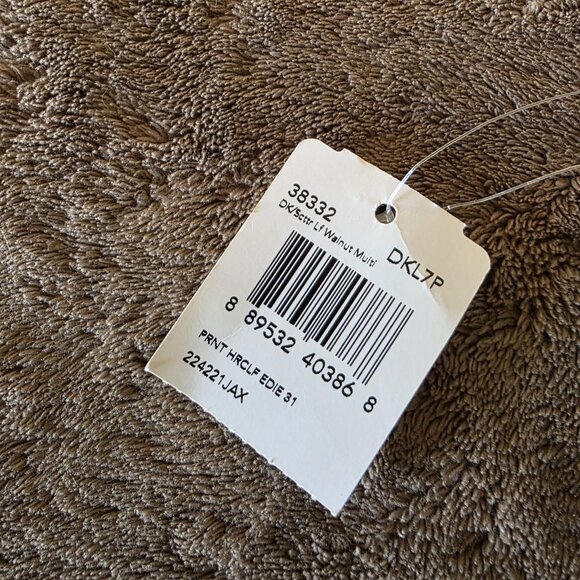 38332 DKL7P
DK/Scttr Lf Walnut Multi
8 89532 40386 8
PRNT HRCLF EDIE 31
224221JAX